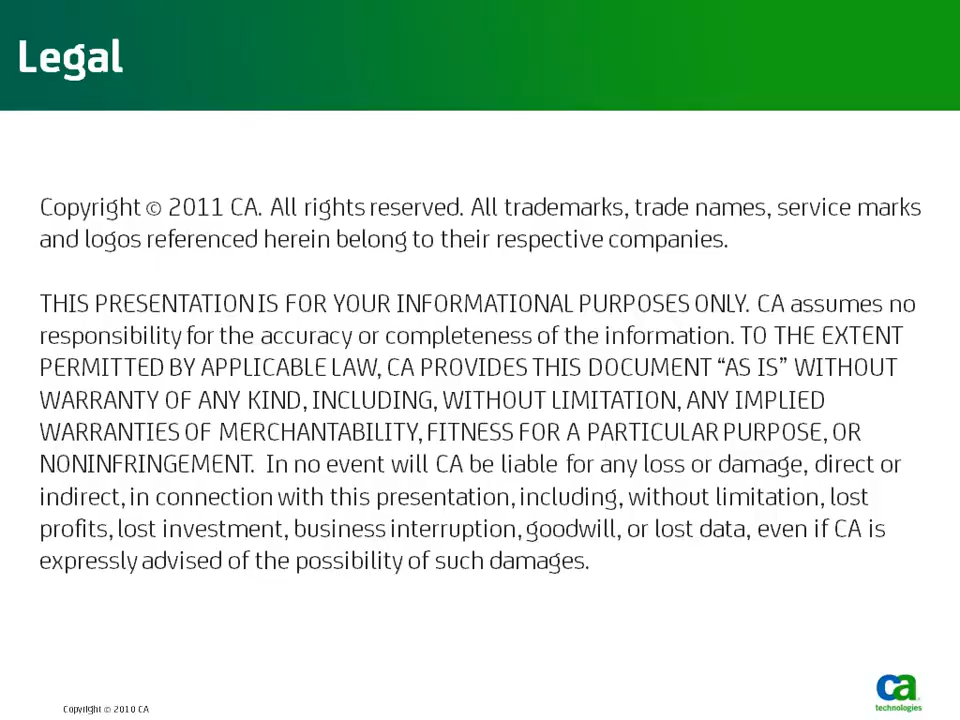 Legal
Copyright © 2011 CA. All rights reserved. All trademarks, trade names, service marks
and logos referenced herein belong to their respective companies.
THIS PRESENTATION IS FOR YOUR INFORMATIONAL PURPOSES ONLY. CA assumes no
responsibility for the accuracy or completeness of the information. TO THE EXTENT
PERMITTED BY APPLICABLE LAW, CA PROVIDES THIS DOCUMENT “AS IS” WITHOUT
WARRANTY OF ANY KIND, INCLUDING, WITHOUT LIMITATION, ANY IMPLIED
WARRANTIES OF MERCHANTABILITY, FITNESS FOR A PARTICULAR PURPOSE, OR
NONINFRINGEMENT. In no event will CA be liable for any loss or damage, direct or
indirect, in connection with this presentation, including, without limitation, lost
profits, lost investment, business interruption, goodwill, or lost data, even if CA is
expressly advised of the possibility of such damages.
Copyright © 2010 CA
ca
technologies